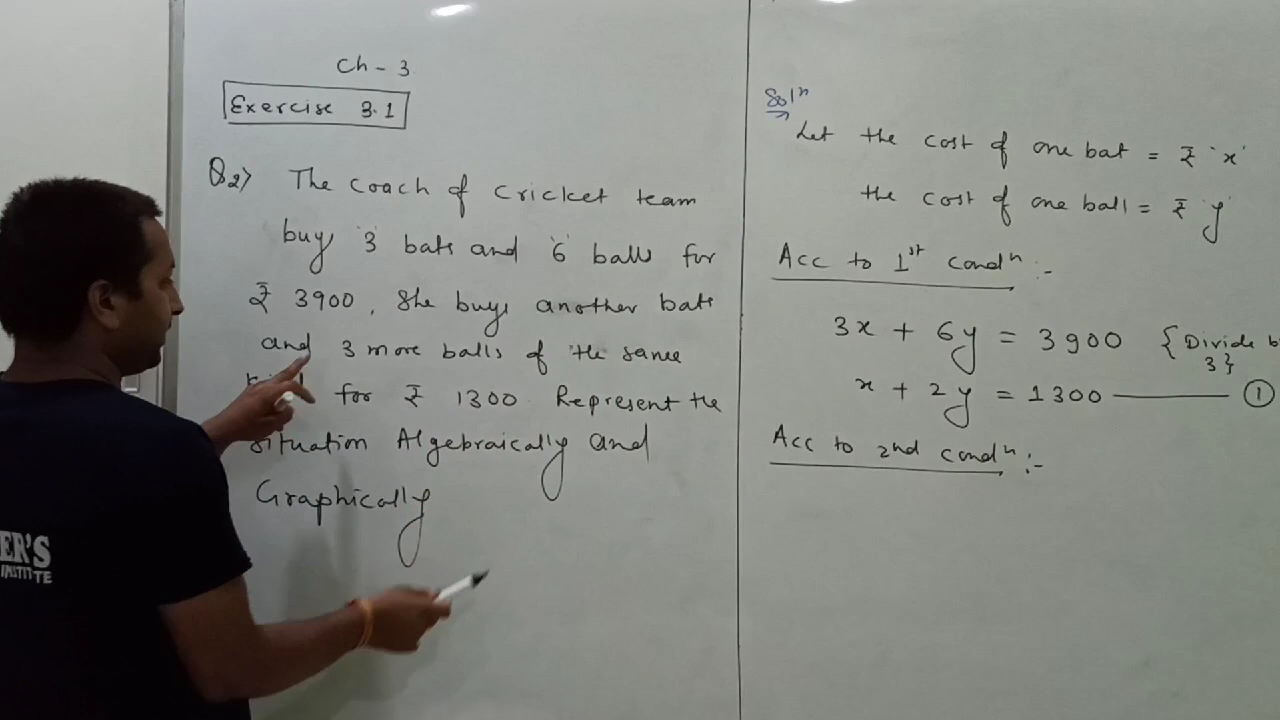 Ch - 3
Exercise 3.1
Q2> The coach of cricket team
buys '3' bats and '6' balls for
₹ 3900, She buys another bats
and 3 more balls of the same
for ₹ 1300 Represent the
situation Algebraically and
Graphically
ER'S
INSTITTE
Solⁿ
Let the cost of one bat = ₹ 'x'
the cost of one ball = ₹ y
Acc to 1st condⁿ :-
3x + 6y = 3900 {Divide b
3}
x + 2y = 1300 ——— ①
Acc to 2nd condⁿ :-